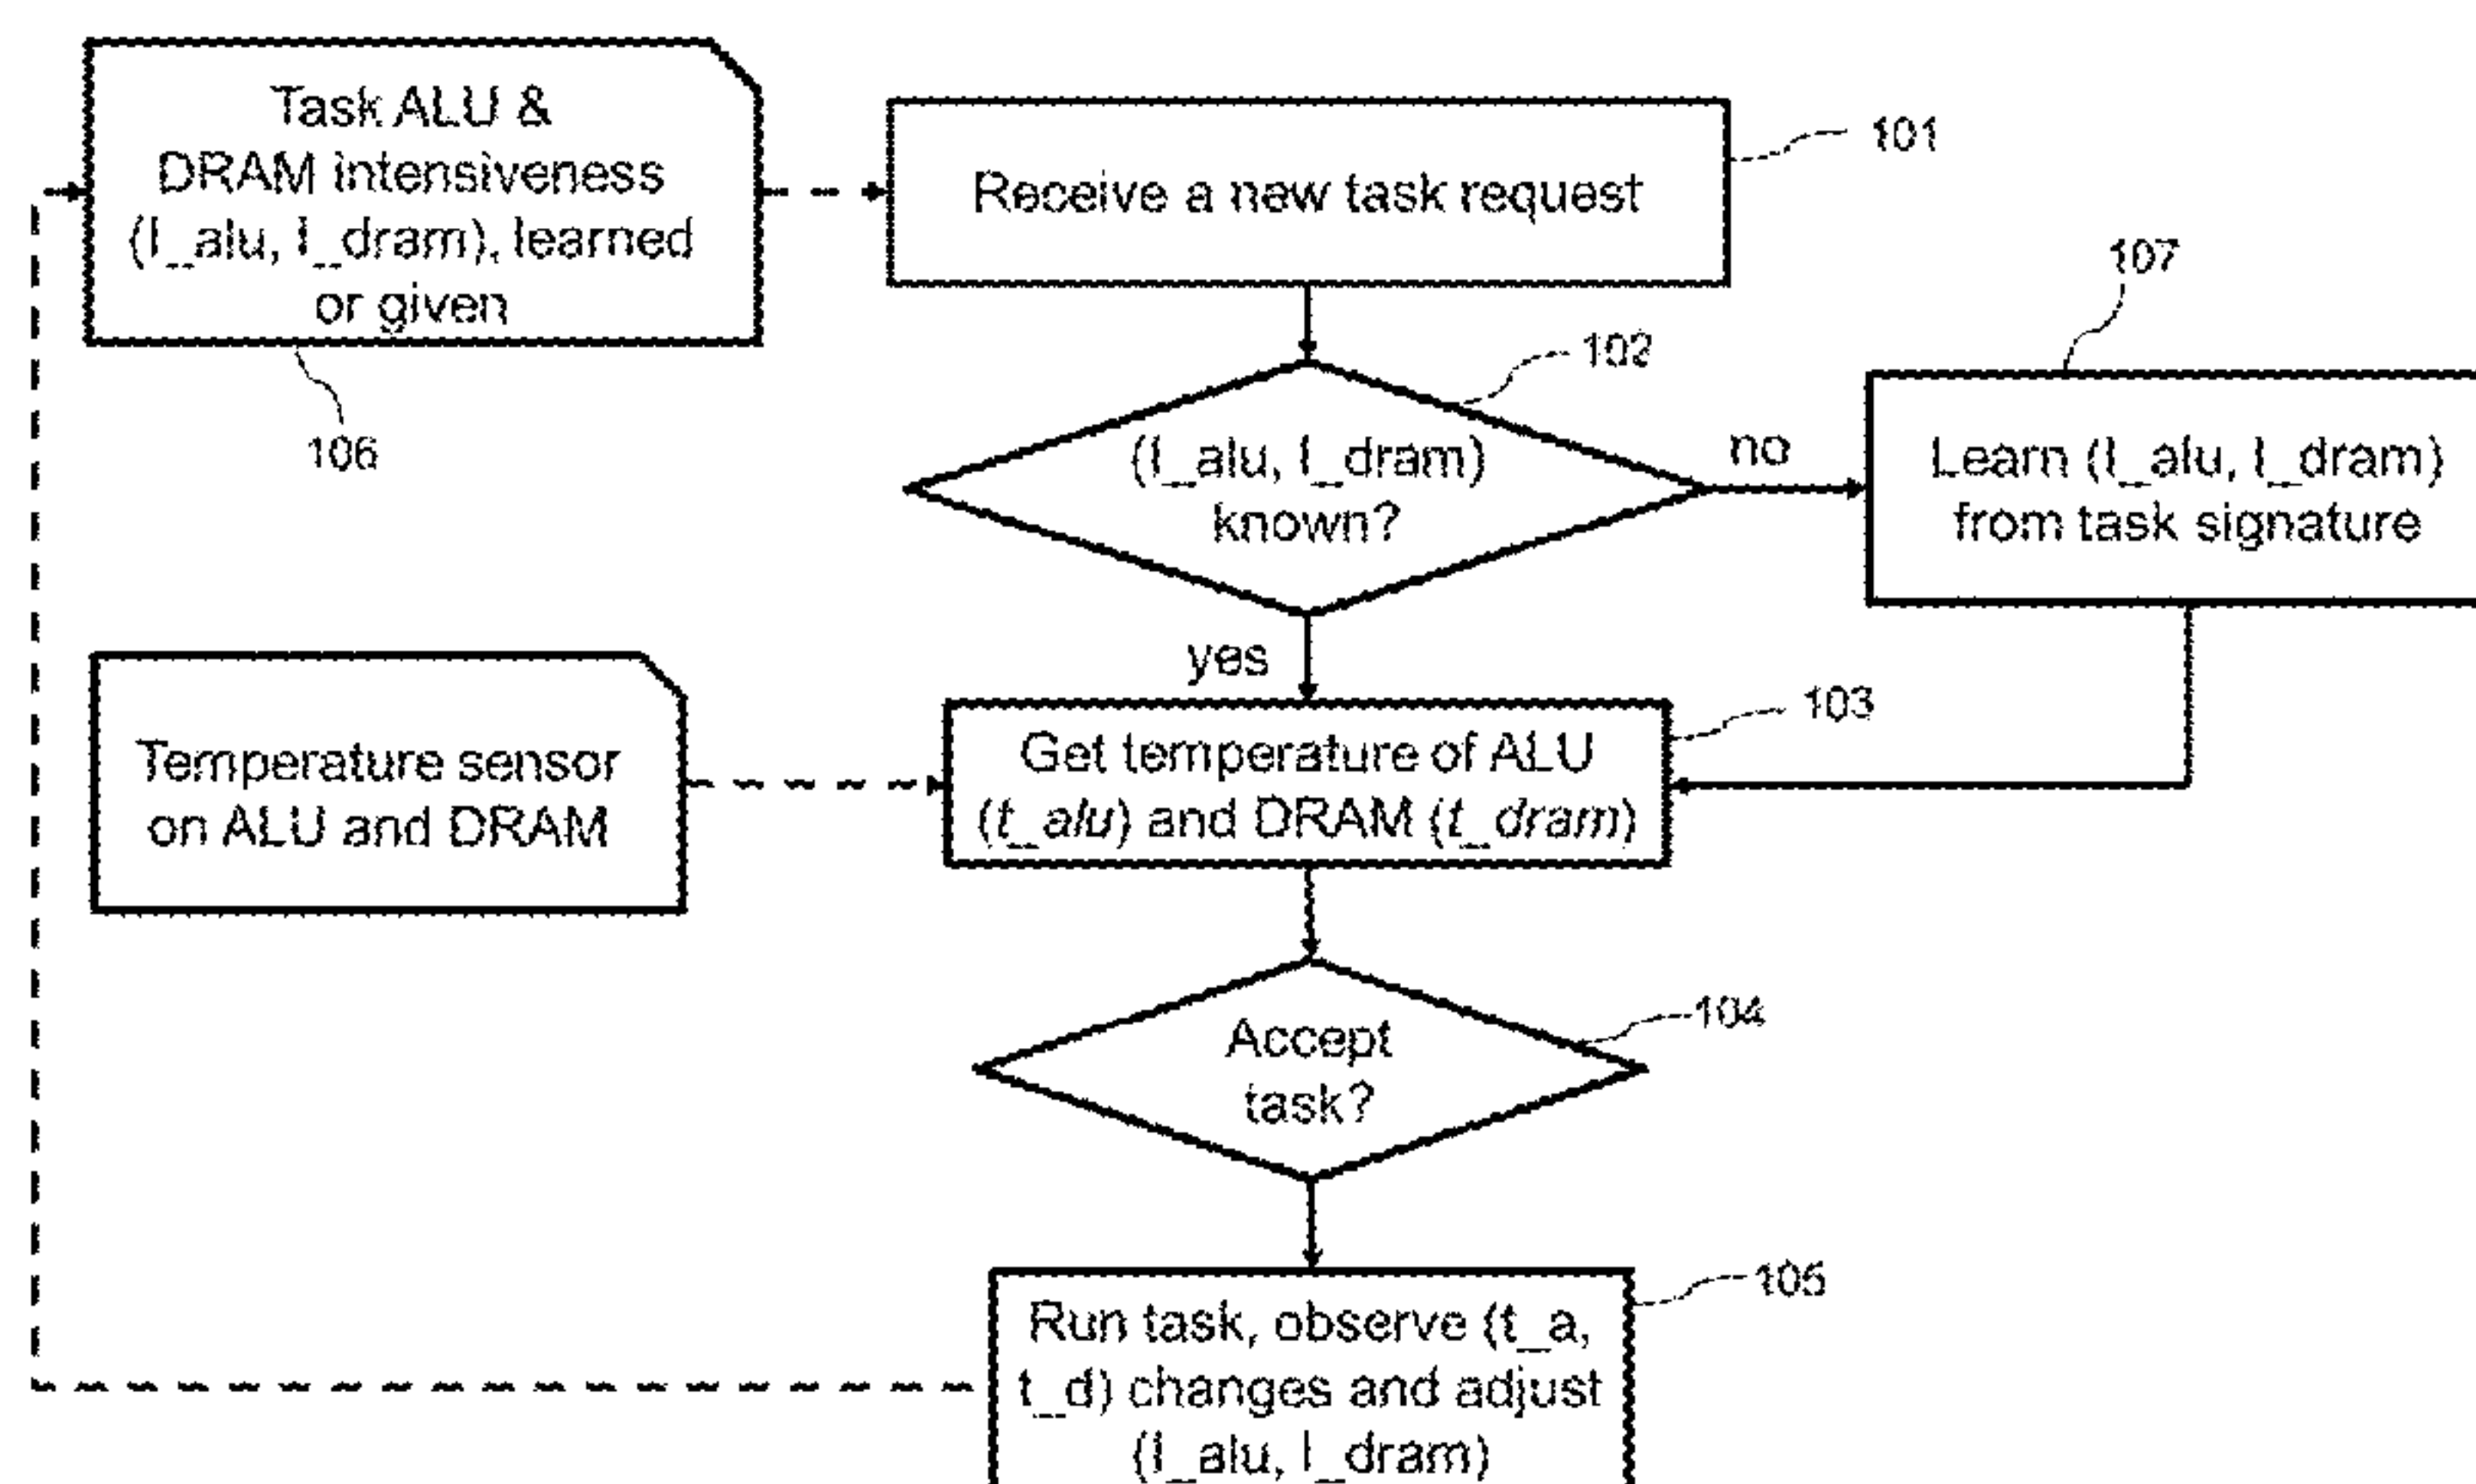 Task ALU &
DRAM intensiveness
(I_alu, I_dram), learned
or given
106
Receive a new task request
101
102
(I_alu, I_dram)
known?
no
107
Learn (I_alu, I_dram)
from task signature
yes
Temperature sensor
on ALU and DRAM
103
Get temperature of ALU
(t_alu) and DRAM (t_dram)
104
Accept
task?
105
Run task, observe (t_a,
t_d) changes and adjust
(I_alu, I_dram)